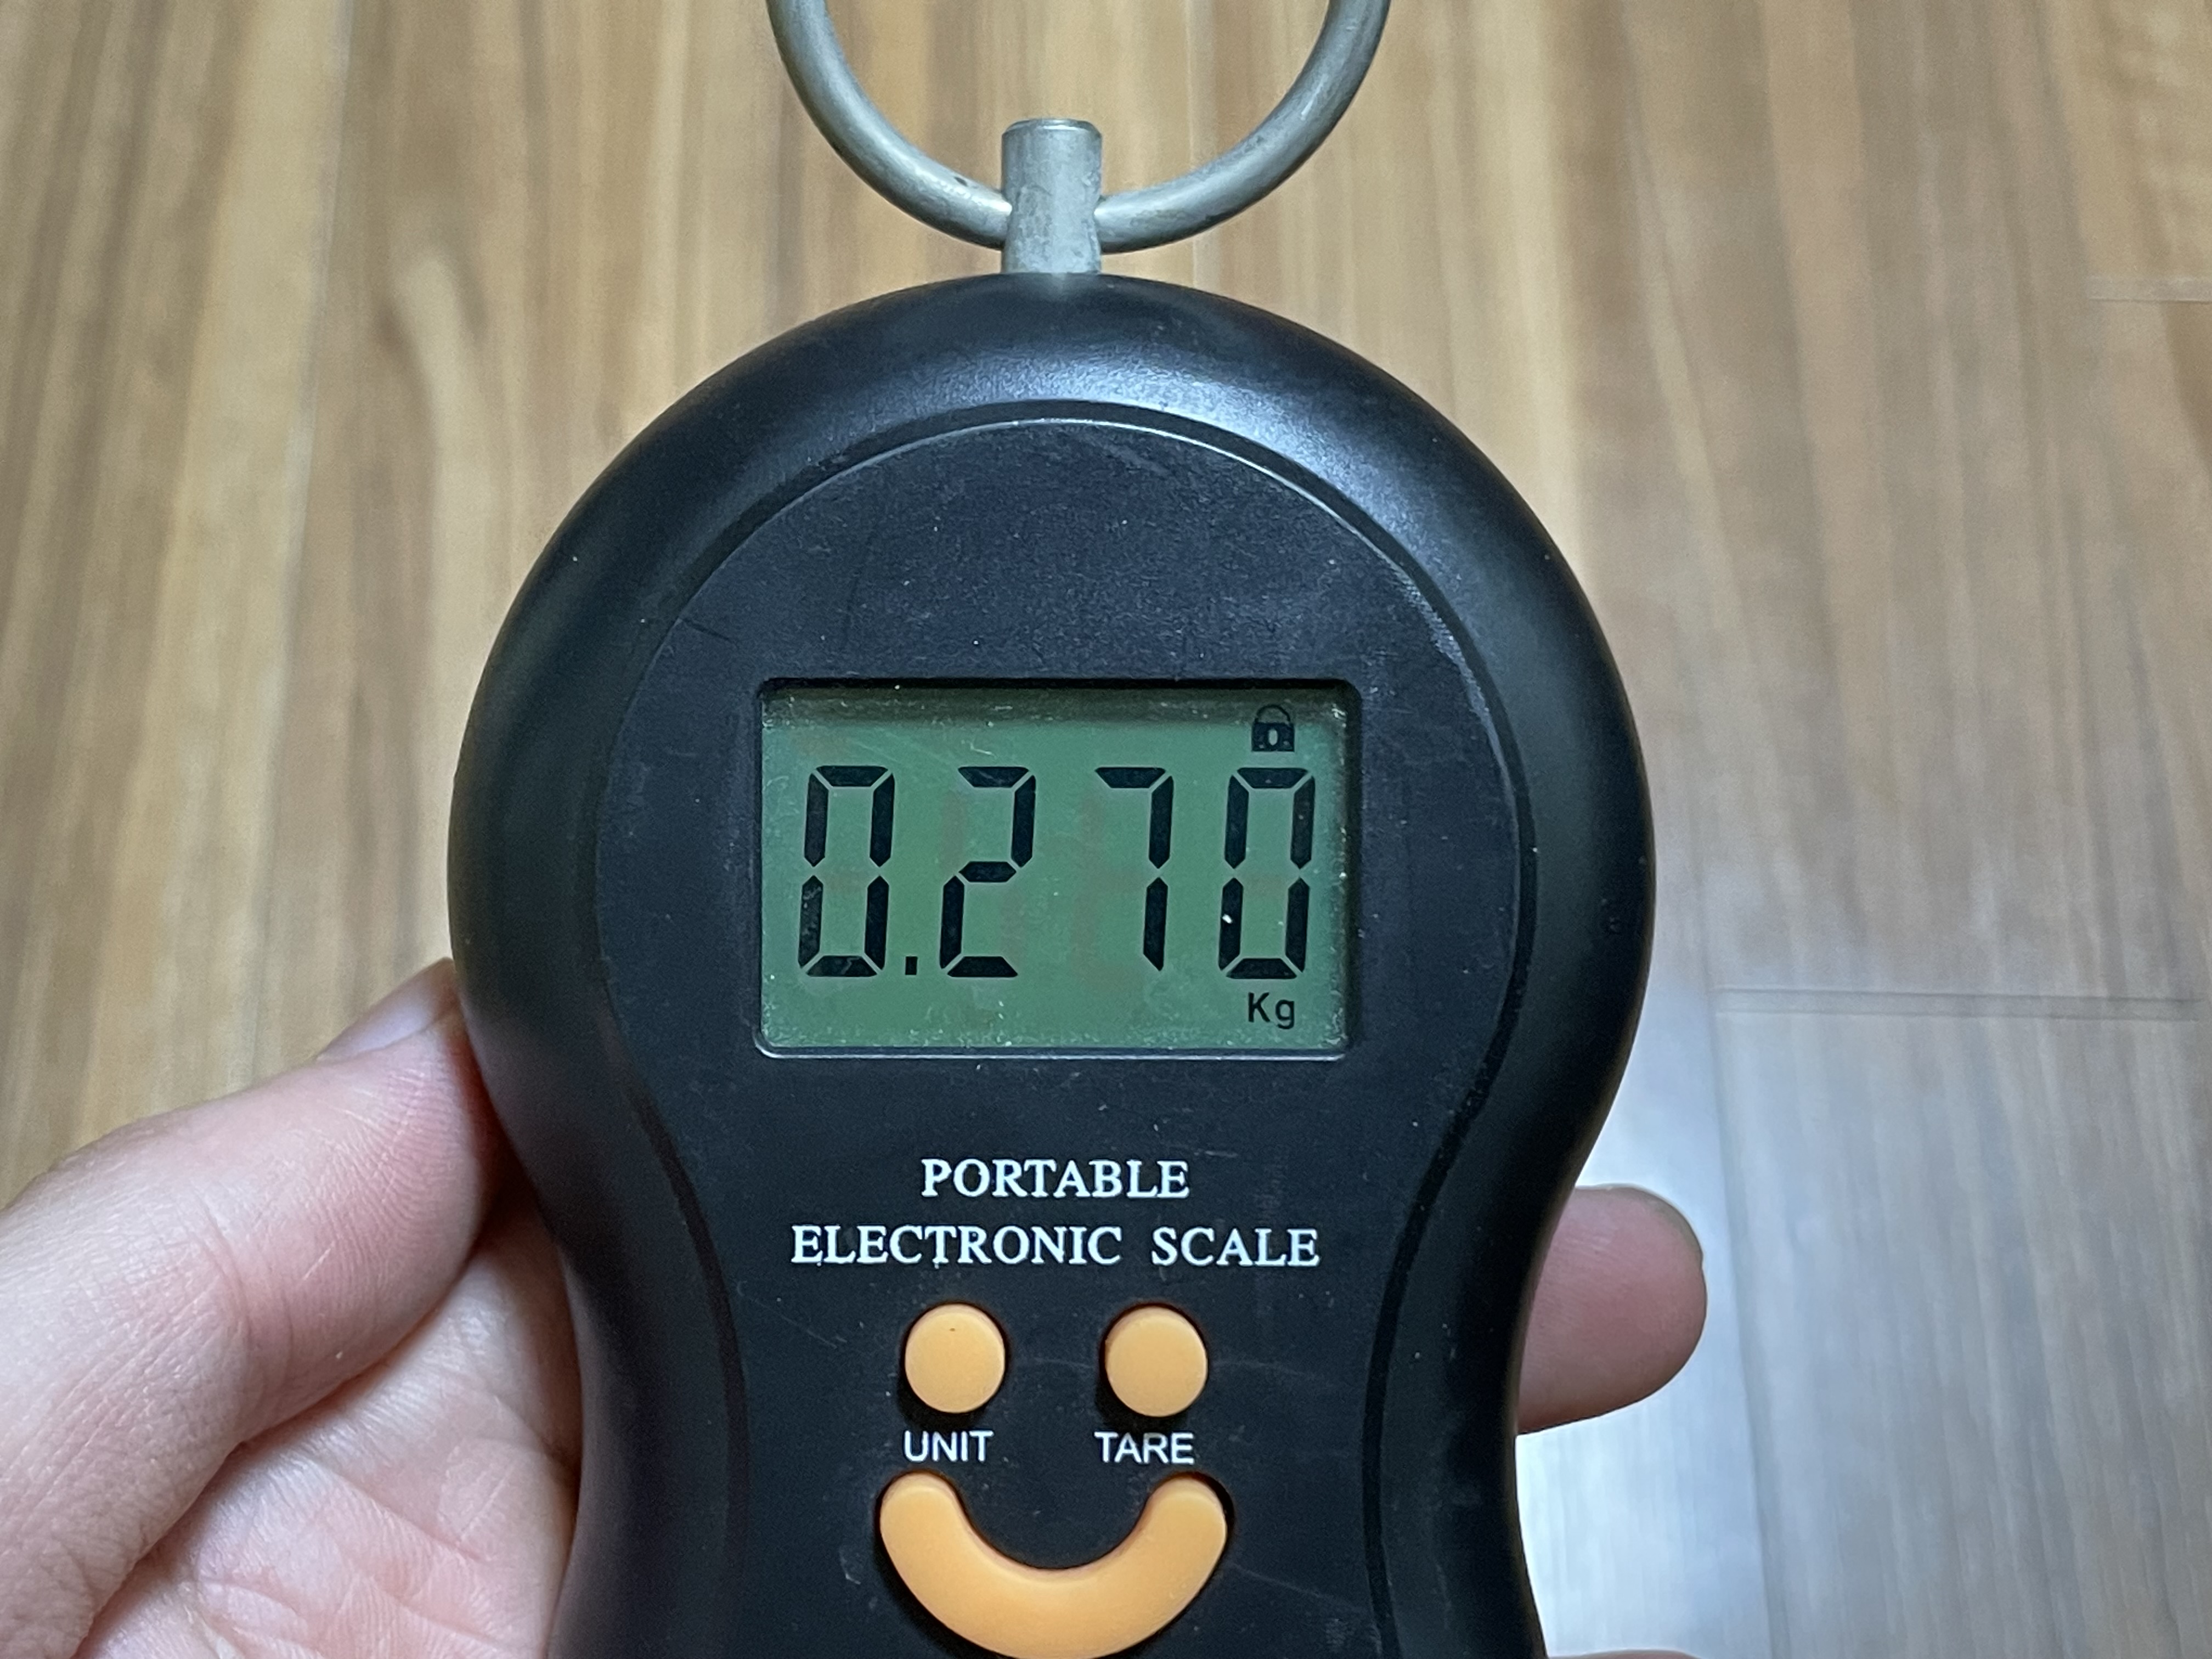 0.270
Kg
PORTABLE
ELECTRONIC SCALE
UNIT TARE